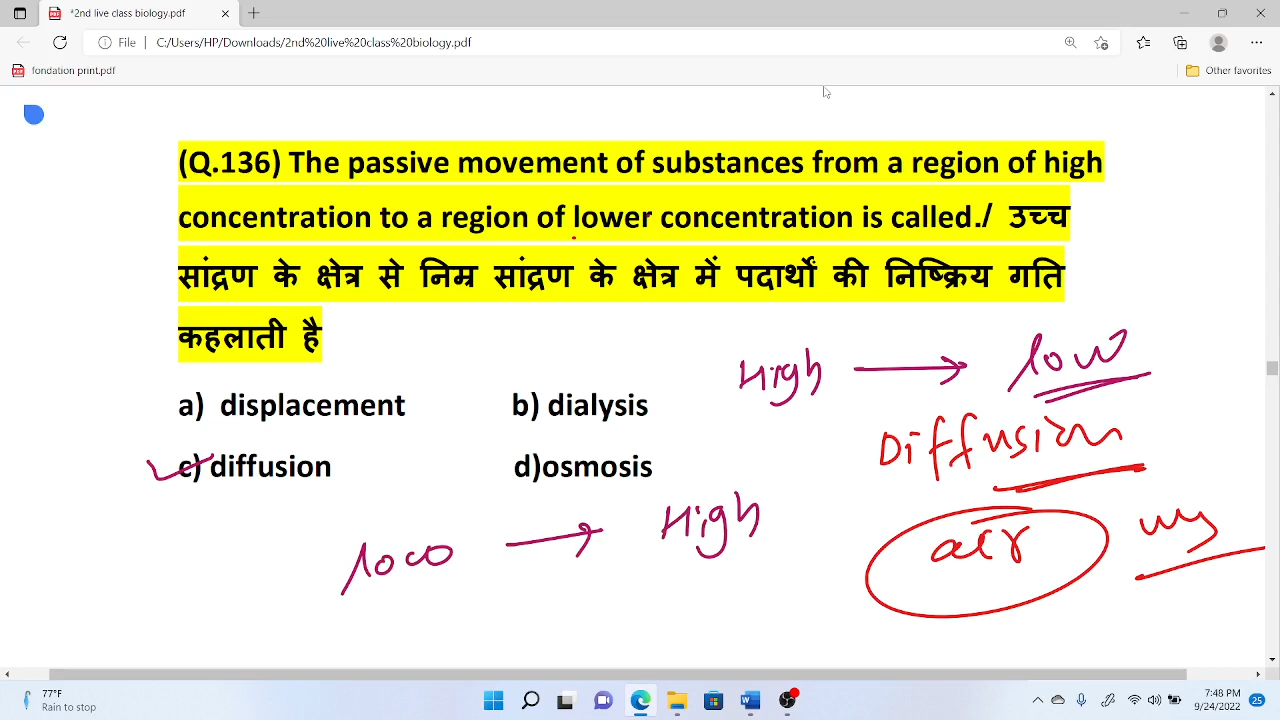 *2nd live class biology.pdf
File C:/Users/HP/Downloads/2nd%20live%20class%20biology.pdf
fondation print.pdf
Other favorites
(Q.136) The passive movement of substances from a region of high
concentration to a region of lower concentration is called./ उच्च
सांद्रण के क्षेत्र से निम्न सांद्रण के क्षेत्र में पदार्थों की निष्क्रिय गति
कहलाती है
High → low
a) displacement b) dialysis
Diffusion
c) diffusion d)osmosis
low → High
air
77°F
Rain to stop
7:48 PM
9/24/2022
25